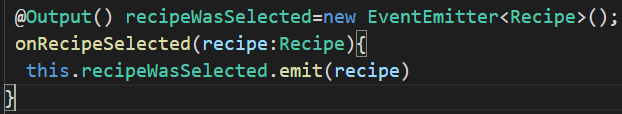 @Output() recipeWasSelected=new EventEmitter<Recipe>();
onRecipeSelected(recipe:Recipe){
this.recipeWasSelected.emit(recipe)
}